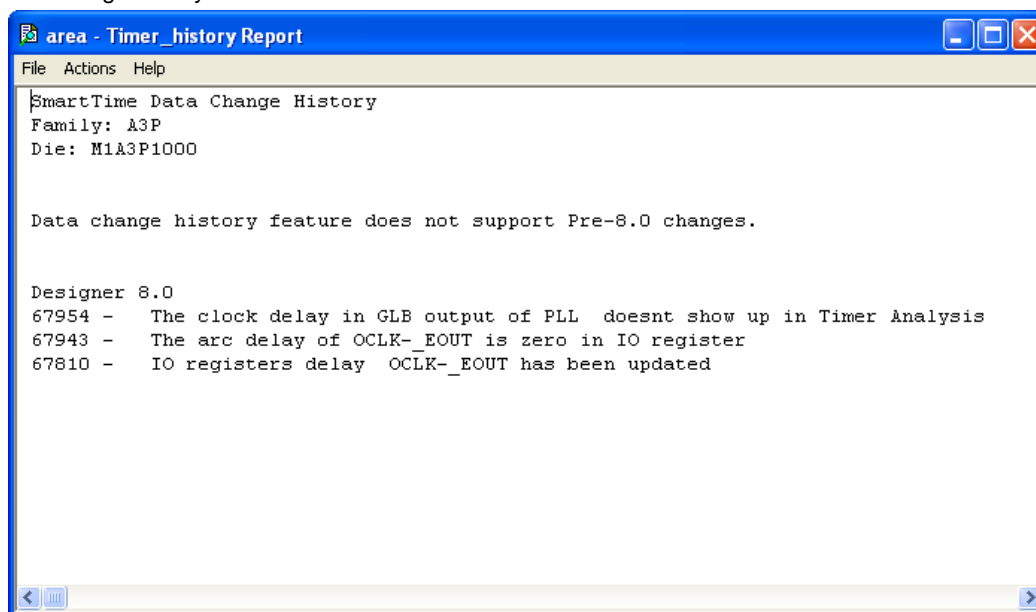 area - Timer_history Report
File Actions Help
SmartTime Data Change History
Family: A3P
Die: M1A3P1000
Data change history feature does not support Pre-8.0 changes.
Designer 8.0
67954 - The clock delay in GLB output of PLL doesnt show up in Timer Analysis
67943 - The arc delay of OCLK-_EOUT is zero in IO register
67810 - IO registers delay OCLK-_EOUT has been updated